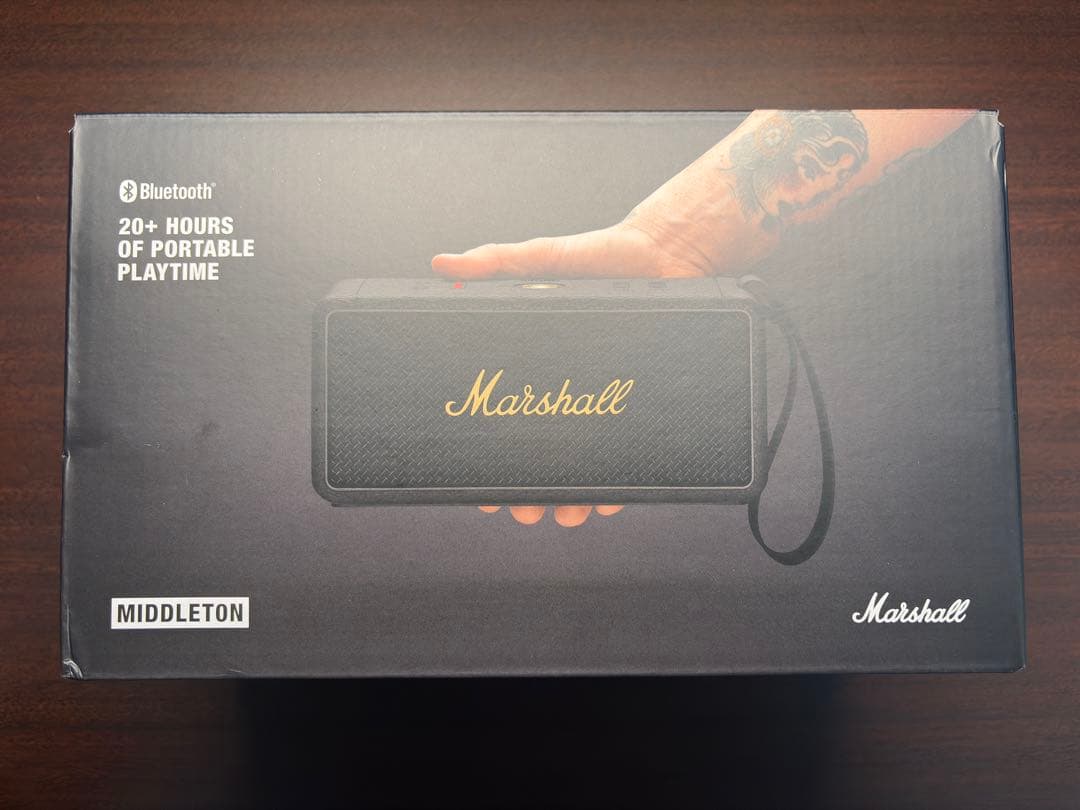 Bluetooth®
20+ HOURS
OF PORTABLE
PLAYTIME
Marshall
MIDDLETON
Marshall